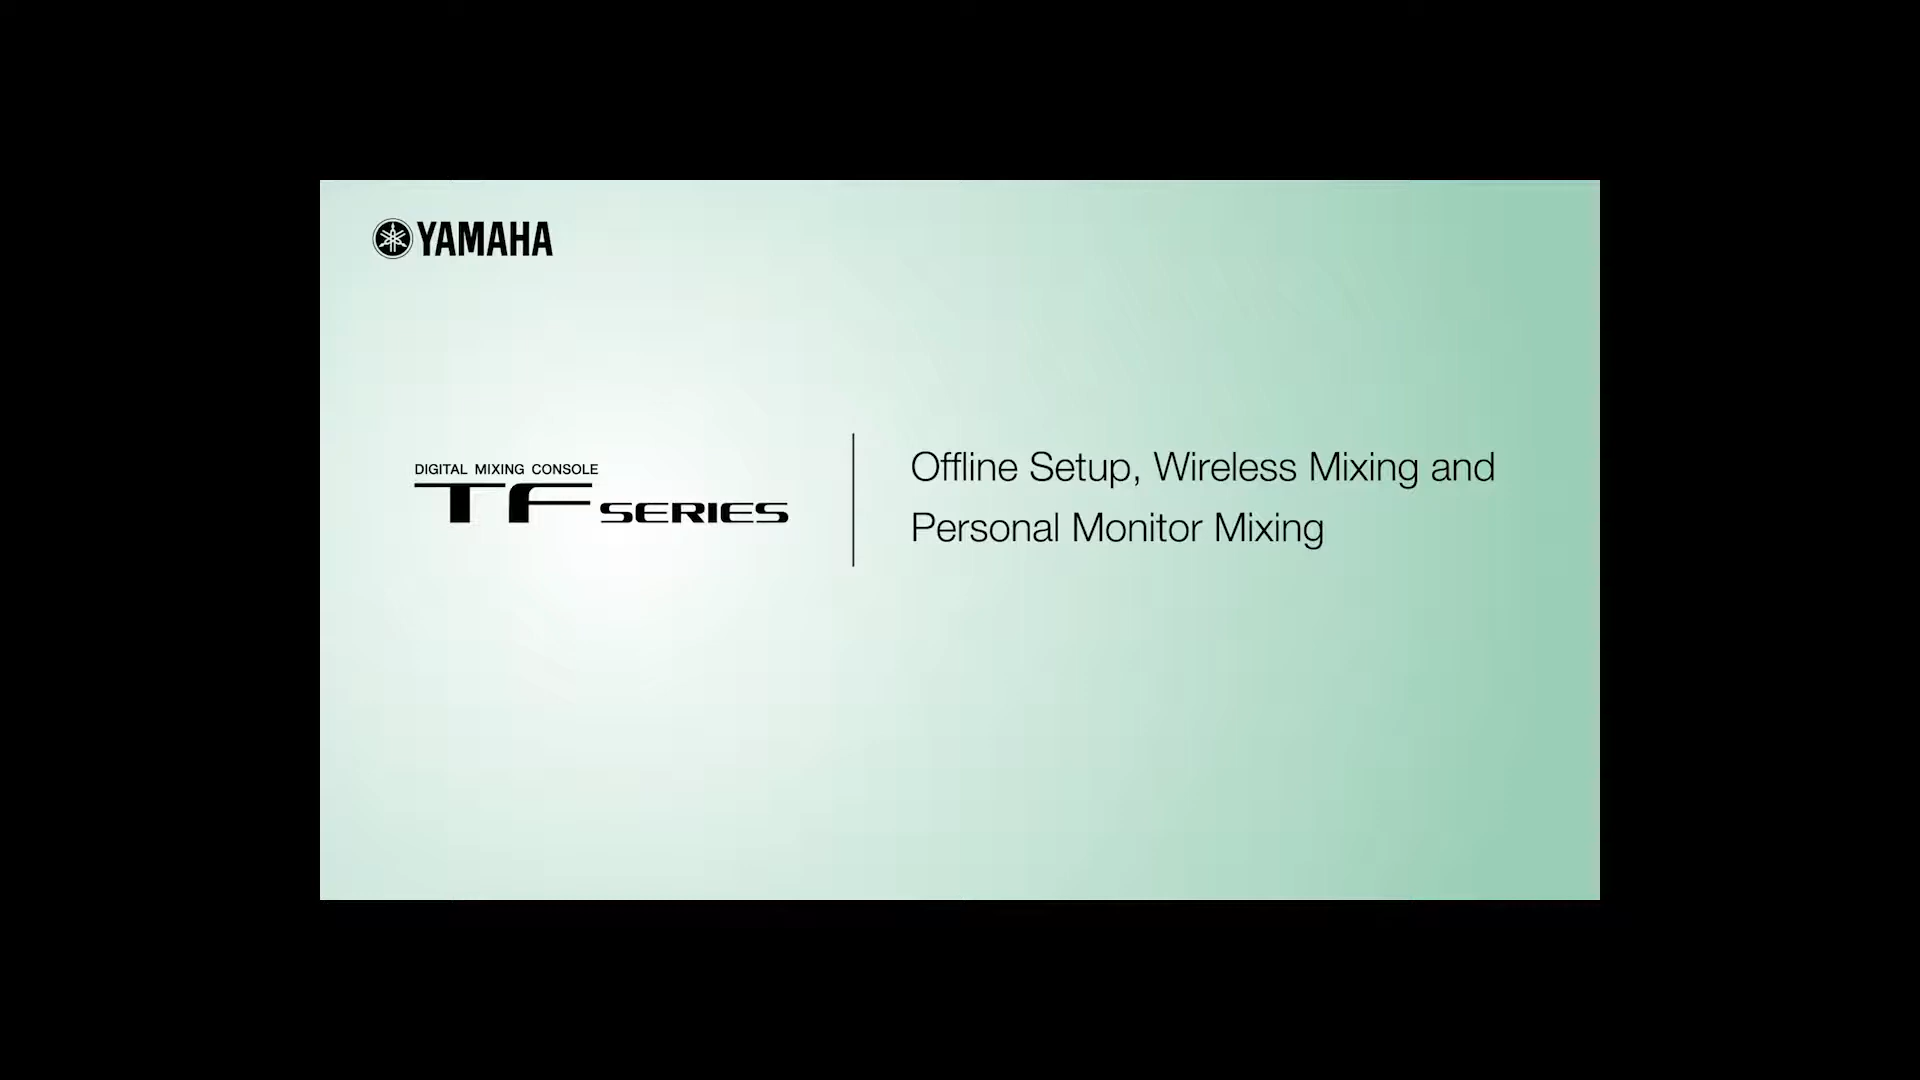 YAMAHA
DIGITAL MIXING CONSOLE
TF SERIES
Offline Setup, Wireless Mixing and
Personal Monitor Mixing